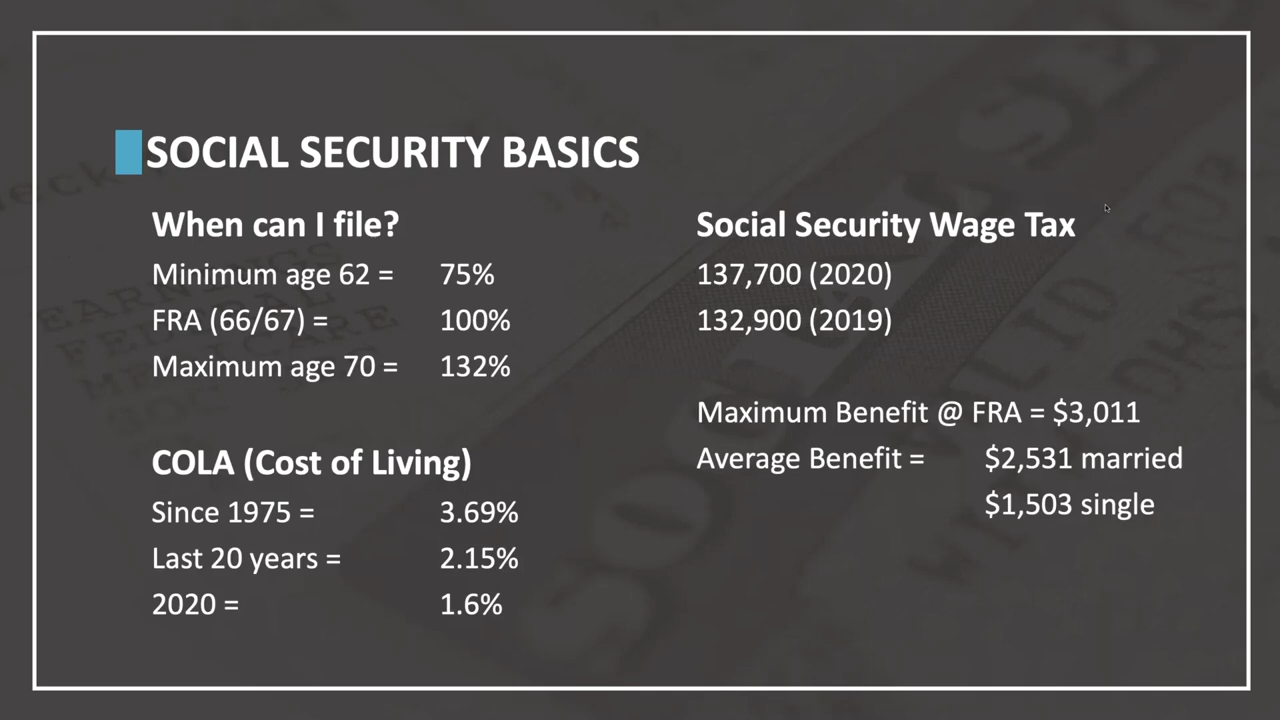 SOCIAL SECURITY BASICS
When can I file?
Minimum age 62 = 75%
FRA (66/67) = 100%
Maximum age 70 = 132%
COLA (Cost of Living)
Since 1975 = 3.69%
Last 20 years = 2.15%
2020 = 1.6%
Social Security Wage Tax
137,700 (2020)
132,900 (2019)
Maximum Benefit @ FRA = $3,011
Average Benefit = $2,531 married
$1,503 single